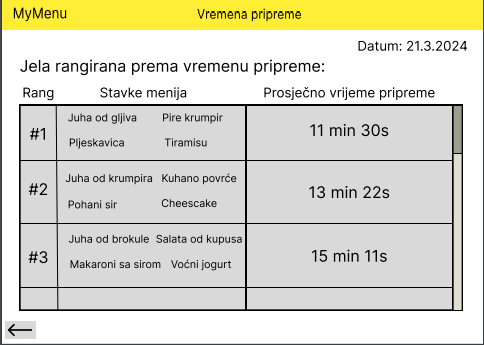 MyMenu Vremena pripreme
Datum: 21.3.2024
Jela rangirana prema vremenu pripreme:
Rang Stavke menija Prosječno vrijeme pripreme
Juha od gljiva Pire krumpir
#1 11 min 30s
Pljeskavica Tiramisu
Juha od krumpira Kuhano povrće
#2 13 min 22s
Pohani sir Cheescake
Juha od brokule Salata od kupusa
#3 15 min 11s
Makaroni sa sirom Voćni jogurt